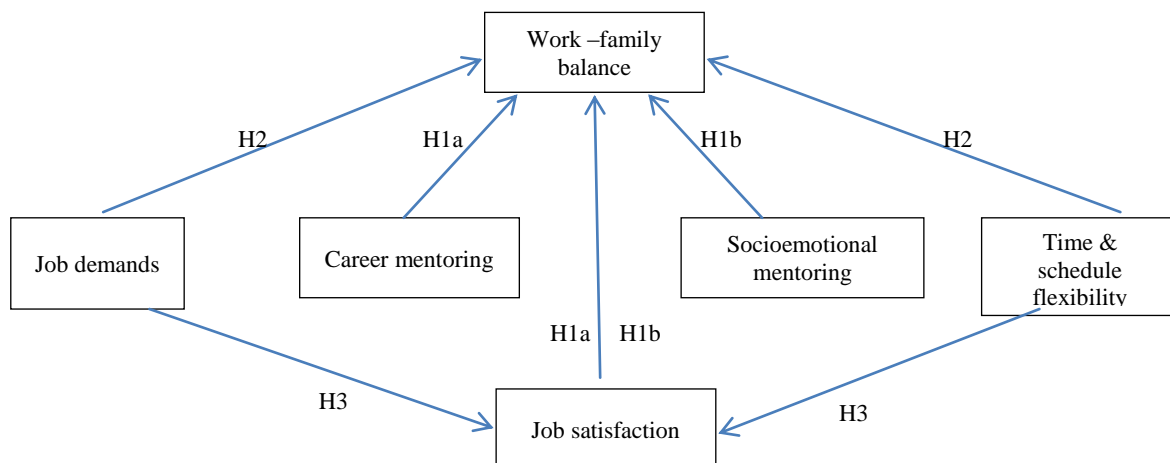 Work –family
balance
H2
H1a
H1b
H2
Job demands
Career mentoring
Socioemotional
mentoring
Time &
schedule
flexibility
H1a
H1b
H3
H3
Job satisfaction